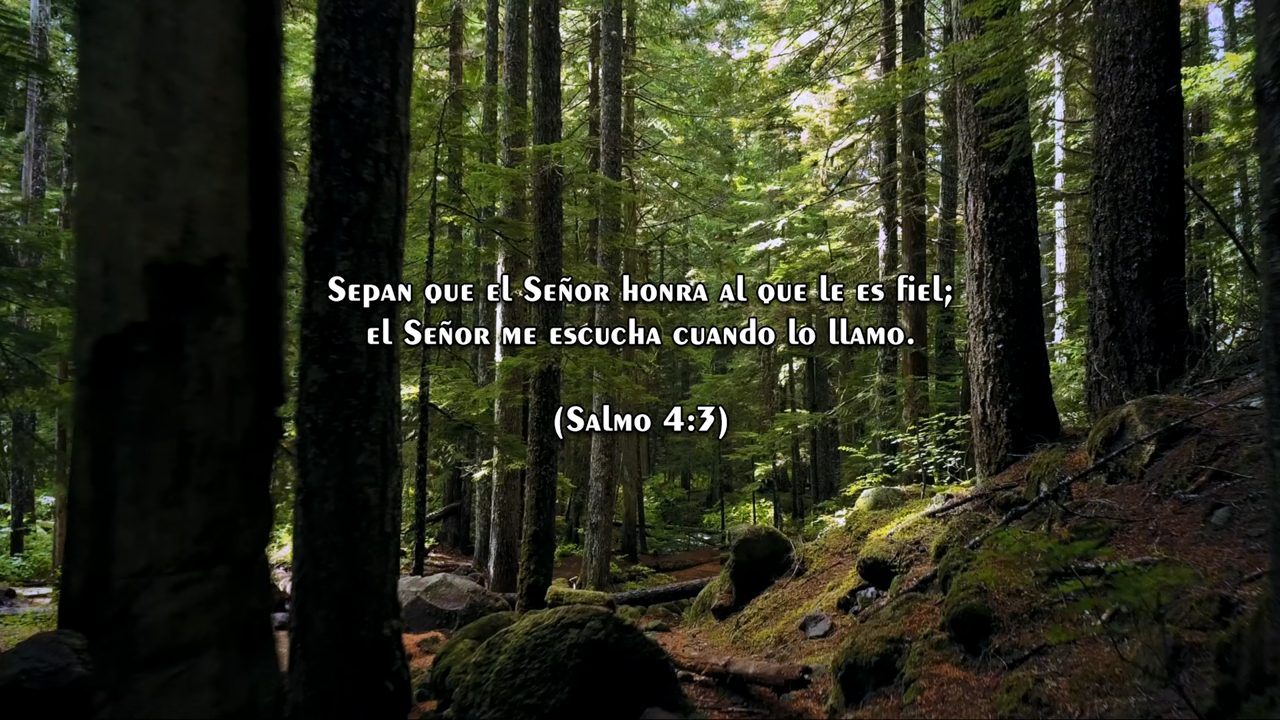 Sepan que el Señor honra al que le es fiel;
el Señor me escucha cuando lo llamo.
(Salmo 4:3)